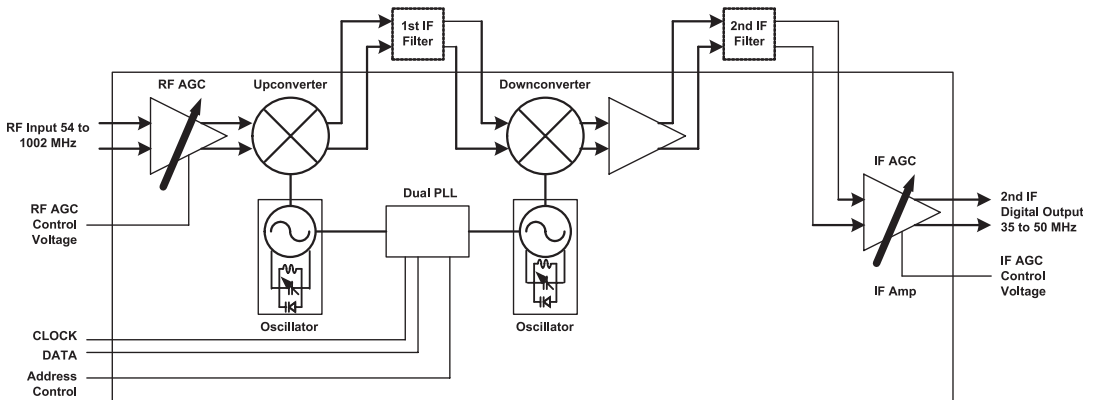 1st IF
Filter
2nd IF
Filter
RF AGC
Upconverter
Downconverter
RF Input 54 to
1002 MHz
IF AGC
Dual PLL
RF AGC
Control
Voltage
2nd IF
Digital Output
35 to 50 MHz
IF AGC
Control
Voltage
IF Amp
Oscillator
Oscillator
CLOCK
DATA
Address
Control